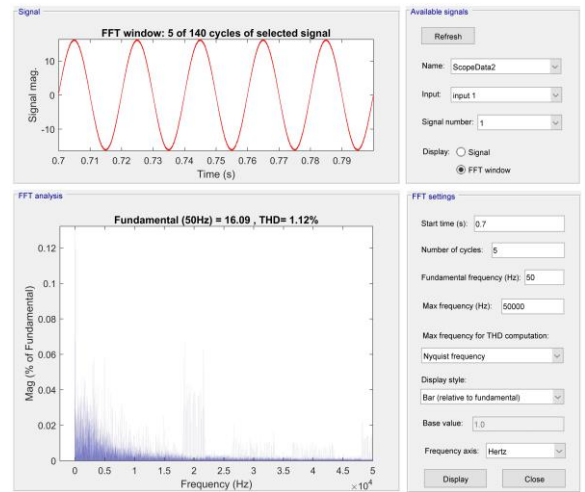 Signal
FFT window: 5 of 140 cycles of selected signal
10
0
-10
Signal mag.
0.7 0.71 0.72 0.73 0.74 0.75 0.76 0.77 0.78 0.79
Time (s)
Available signals
Refresh
Name: ScopeData2
Input: input 1
Signal number: 1
Display: Signal
FFT window
FFT analysis
Fundamental (50Hz) = 16.09 , THD= 1.12%
0.12
0.1
0.08
0.06
0.04
0.02
0
Mag (% of Fundamental)
0 0.5 1 1.5 2 2.5 3 3.5 4 4.5 5
×10^4
Frequency (Hz)
FFT settings
Start time (s): 0.7
Number of cycles: 5
Fundamental frequency (Hz): 50
Max frequency (Hz): 50000
Max frequency for THD computation:
Nyquist frequency
Display style:
Bar (relative to fundamental)
Base value: 1.0
Frequency axis: Hertz
Display Close